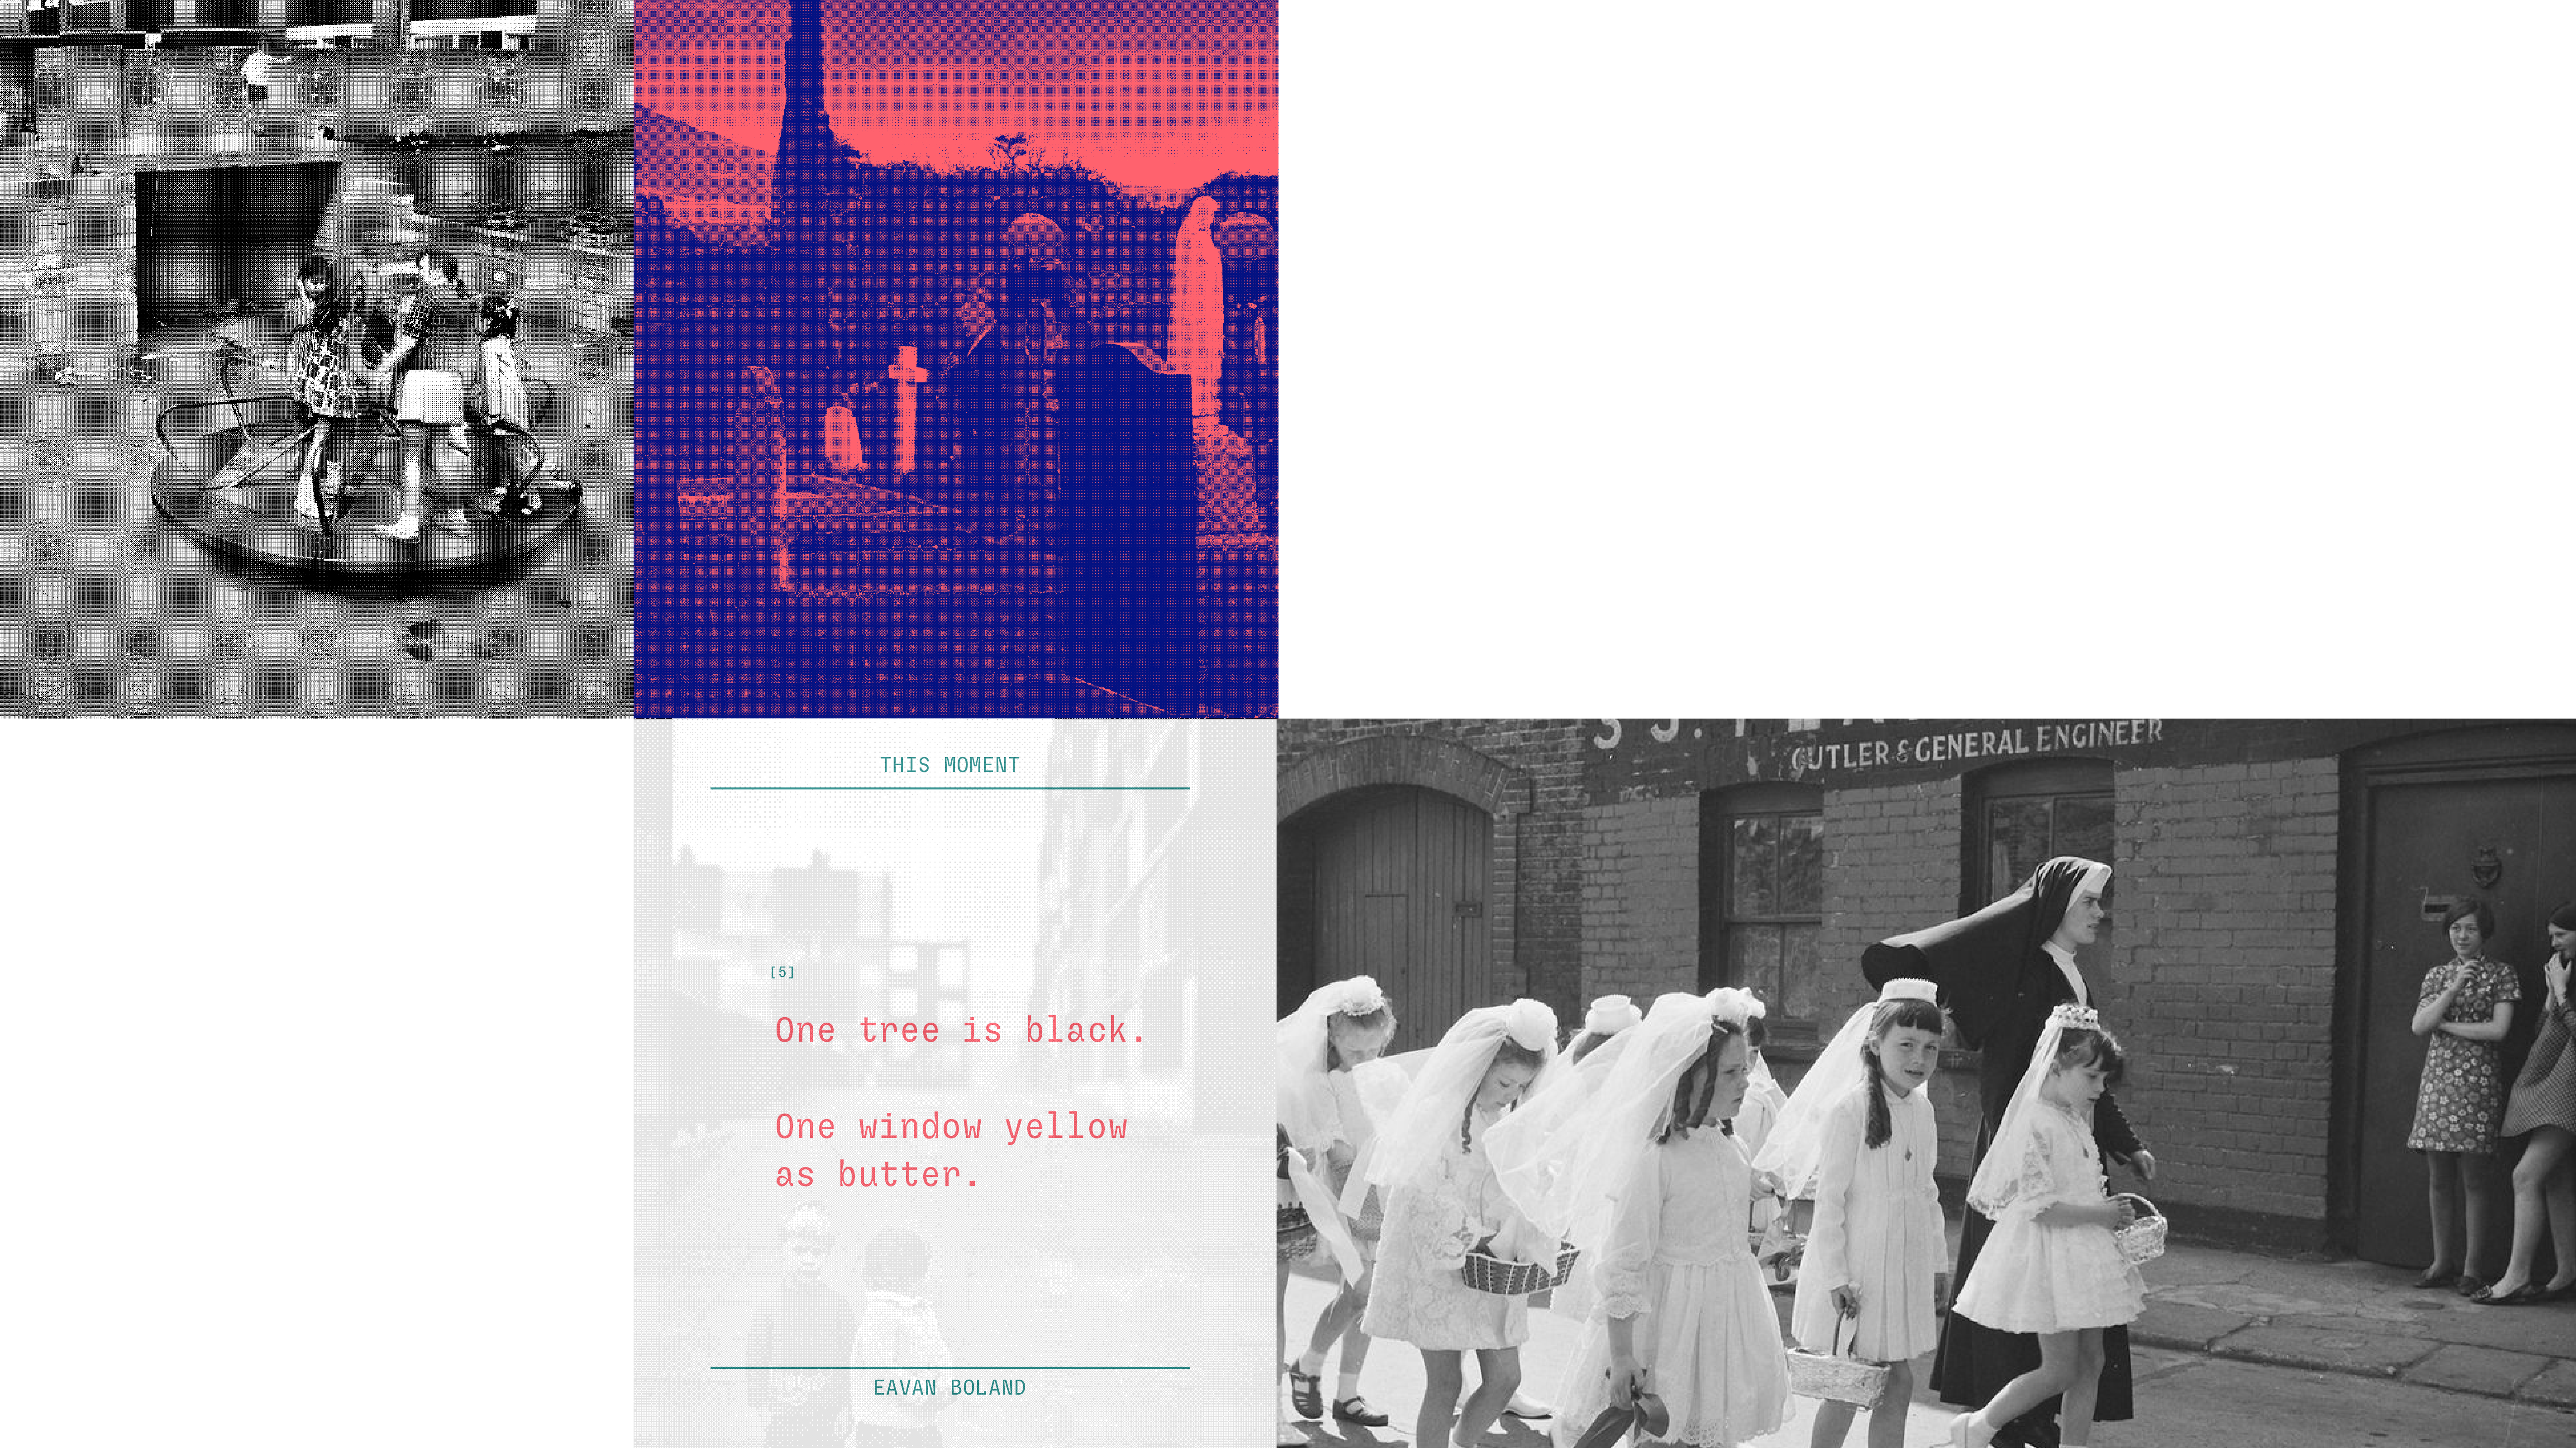 THIS MOMENT
[5]
One tree is black.
One window yellow
as butter.
EAVAN BOLAND
CUTLER & GENERAL ENGINEER